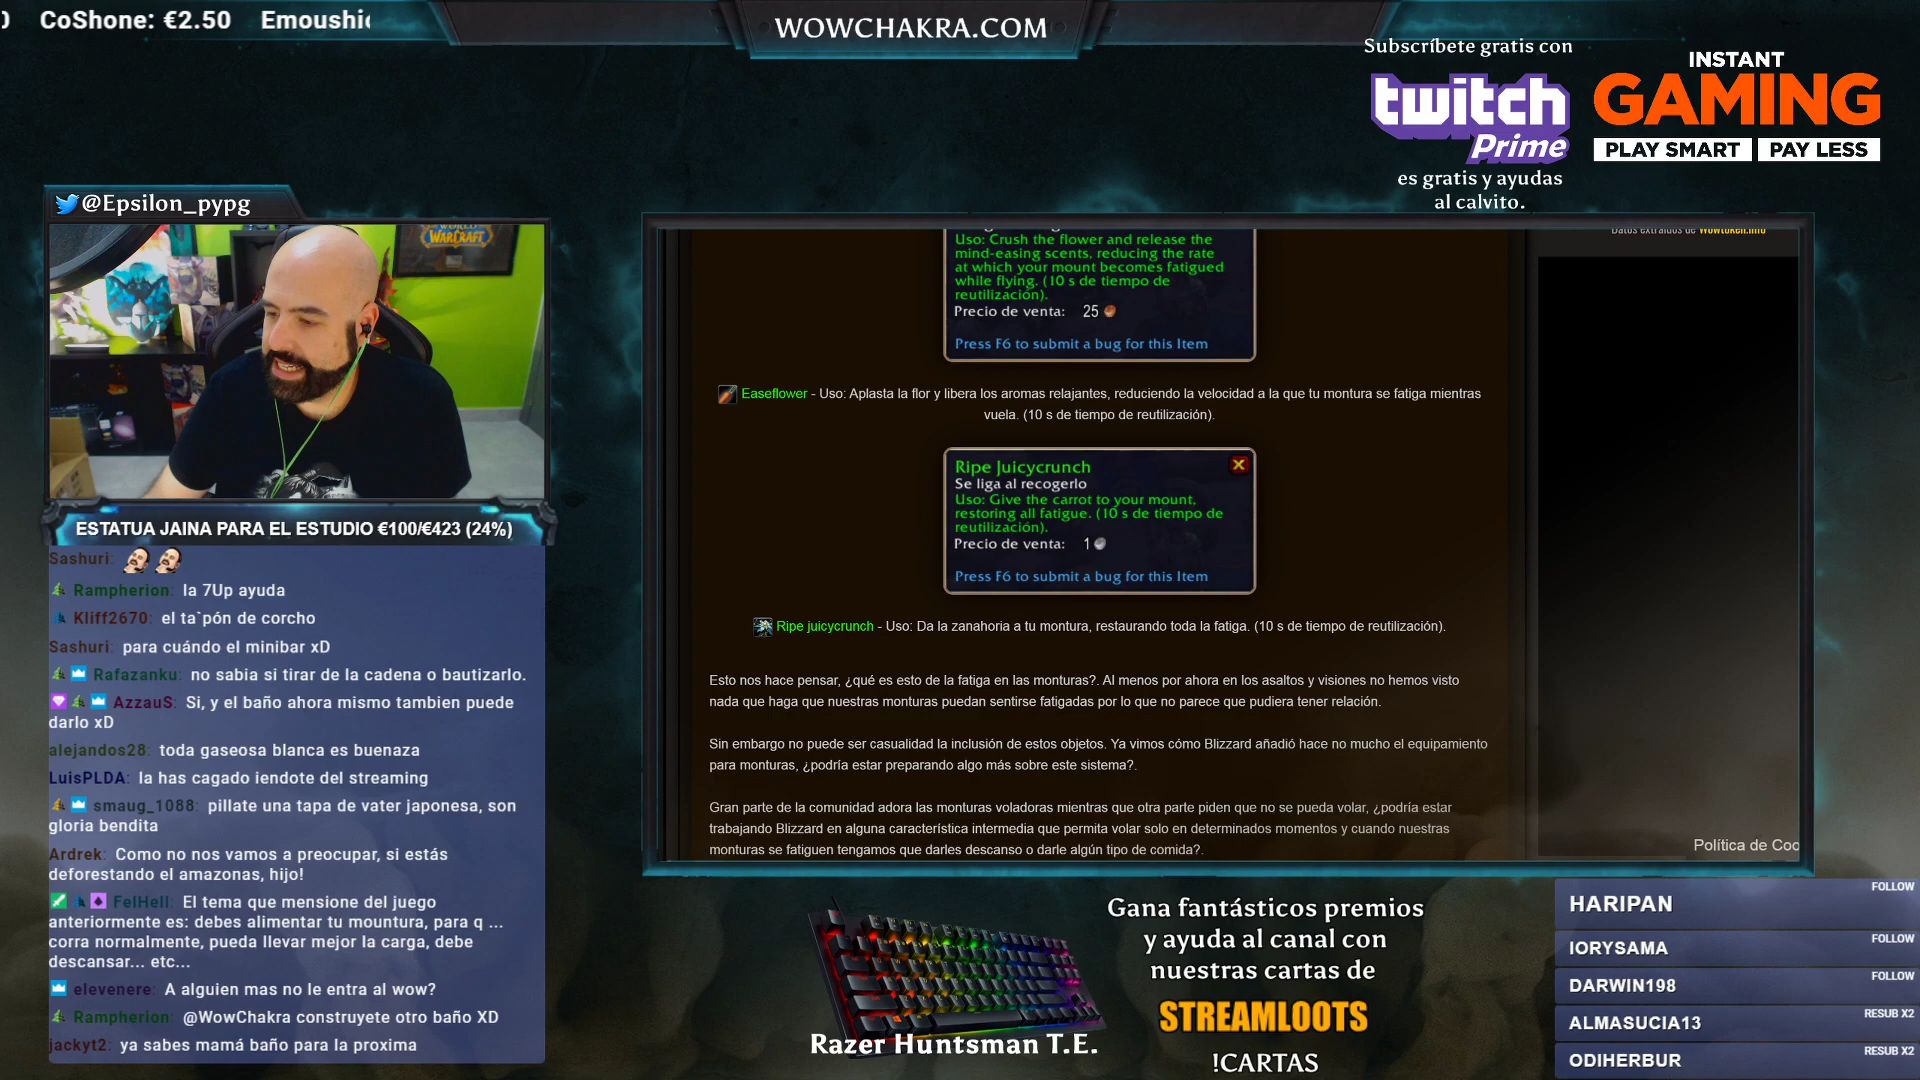 CoShone: €2.50 Emoushi
WOWCHAKRA.COM
Subscríbete gratis con
twitch
Prime
es gratis y ayudas
al calvito.
INSTANT
GAMING
PLAY SMART PAY LESS
@Epsilon_pypg
WORLD
WARCRAFT
ESTATUA JAINA PARA EL ESTUDIO €100/€423 (24%)
Sashuri:
Rampherion: la 7Up ayuda
Kliff2670: el ta`pón de corcho
Sashuri: para cuándo el minibar xD
Rafazanku: no sabia si tirar de la cadena o bautizarlo.
AzzauS: Si, y el baño ahora mismo tambien puede
darlo xD
alejandos28: toda gaseosa blanca es buenaza
LuisPLDA: la has cagado iendote del streaming
smaug_1088: pillate una tapa de vater japonesa, son
gloria bendita
Ardrek: Como no nos vamos a preocupar, si estás
deforestando el amazonas, hijo!
FelHell: El tema que mensione del juego
anteriormente es: debes alimentar tu mountura, para q ...
corra normalmente, pueda llevar mejor la carga, debe
descansar... etc...
elevenere: A alguien mas no le entra al wow?
Rampherion: @WowChakra construyete otro baño XD
jackyt2: ya sabes mamá baño para la proxima
Uso: Crush the flower and release the
mind-easing scents, reducing the rate
at which your mount becomes fatigued
while flying. (10 s de tiempo de
reutilización).
Precio de venta: 25
Press F6 to submit a bug for this Item
Easeflower - Uso: Aplasta la flor y libera los aromas relajantes, reduciendo la velocidad a la que tu montura se fatiga mientras
vuela. (10 s de tiempo de reutilización).
Ripe Juicycrunch
Se liga al recogerlo
Uso: Give the carrot to your mount,
restoring all fatigue. (10 s de tiempo de
reutilización).
Precio de venta: 1
Press F6 to submit a bug for this Item
Ripe juicycrunch - Uso: Da la zanahoria a tu montura, restaurando toda la fatiga. (10 s de tiempo de reutilización).
Esto nos hace pensar, ¿qué es esto de la fatiga en las monturas?. Al menos por ahora en los asaltos y visiones no hemos visto
nada que haga que nuestras monturas puedan sentirse fatigadas por lo que no parece que pudiera tener relación.
Sin embargo no puede ser casualidad la inclusión de estos objetos. Ya vimos cómo Blizzard añadió hace no mucho el equipamiento
para monturas, ¿podría estar preparando algo más sobre este sistema?.
Gran parte de la comunidad adora las monturas voladoras mientras que otra parte piden que no se pueda volar, ¿podría estar
trabajando Blizzard en alguna característica intermedia que permita volar solo en determinados momentos y cuando nuestras
monturas se fatiguen tengamos que darles descanso o darle algún tipo de comida?.
Datos extraídos de Wowtoken.info
Política de Coo
Razer Huntsman T.E.
Gana fantásticos premios
y ayuda al canal con
nuestras cartas de
STREAMLOOTS
!CARTAS
HARIPAN FOLLOW
IORYSAMA FOLLOW
DARWIN198 FOLLOW
ALMASUCIA13 RESUB X2
ODIHERBUR RESUB X2